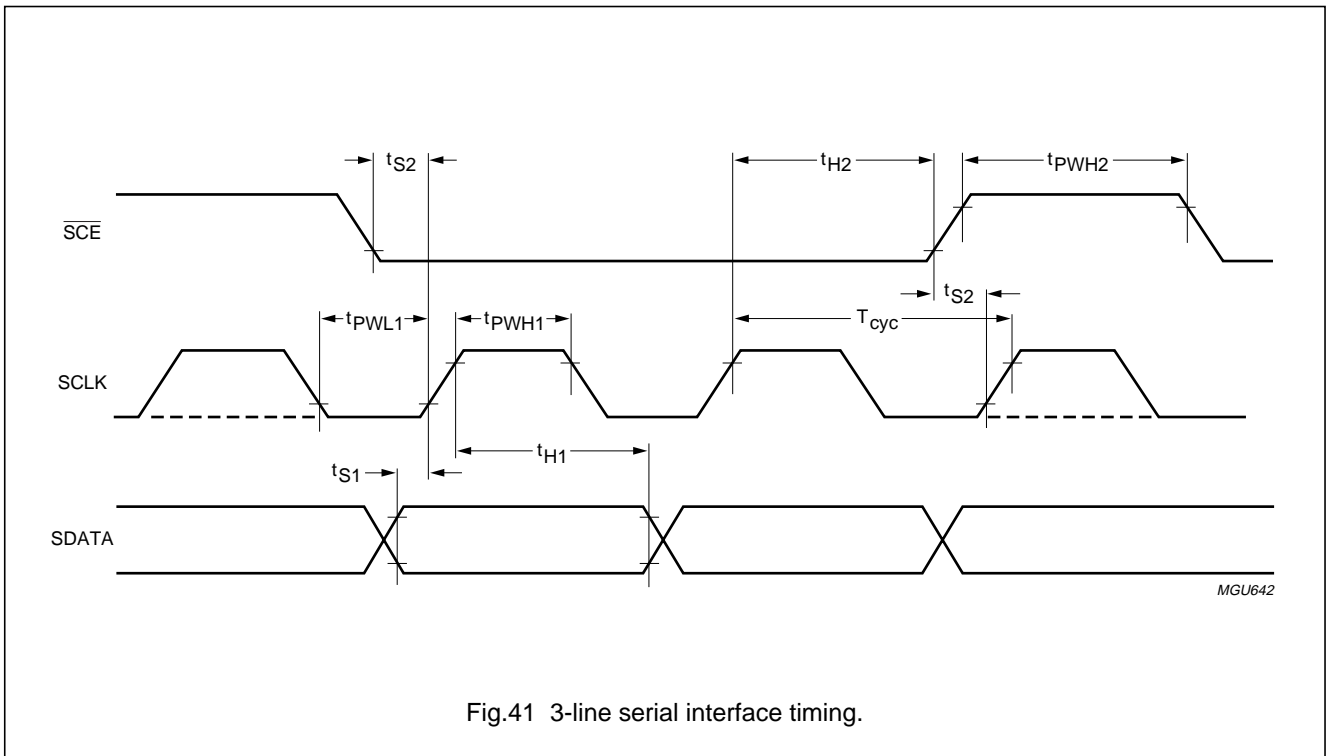 tS2
tH2
tPWH2
SCE
tS2
tPWL1
tPWH1
Tcyc
SCLK
tH1
tS1
SDATA
MGU642
Fig.41 3-line serial interface timing.